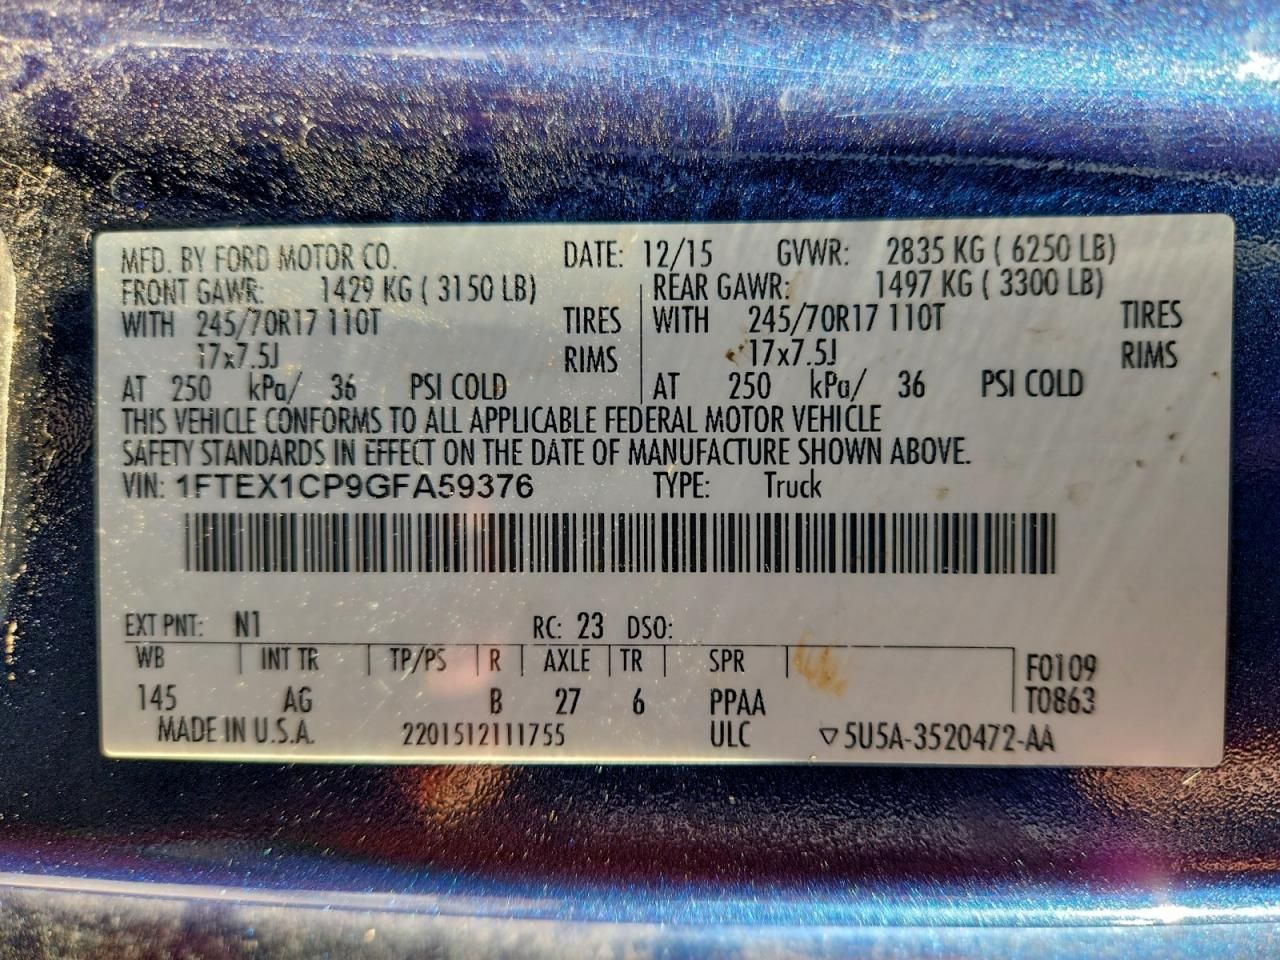 MFD. BY FORD MOTOR CO. DATE: 12/15 GVWR: 2835 KG ( 6250 LB)
FRONT GAWR: 1429 KG ( 3150 LB) REAR GAWR: 1497 KG ( 3300 LB)
WITH 245/70R17 110T TIRES WITH 245/70R17 110T TIRES
17x7.5J RIMS 17x7.5J RIMS
AT 250 kPa/ 36 PSI COLD AT 250 kPa/ 36 PSI COLD
THIS VEHICLE CONFORMS TO ALL APPLICABLE FEDERAL MOTOR VEHICLE
SAFETY STANDARDS IN EFFECT ON THE DATE OF MANUFACTURE SHOWN ABOVE.
VIN: 1FTEX1CP9GFA59376 TYPE: Truck
EXT PNT: N1 RC: 23 DSO:
WB INT TR TP/PS R AXLE TR SPR F0109
145 AG B 27 6 PPAA T0863
MADE IN U.S.A. 2201512111755 ULC ▽5U5A-3520472-AA